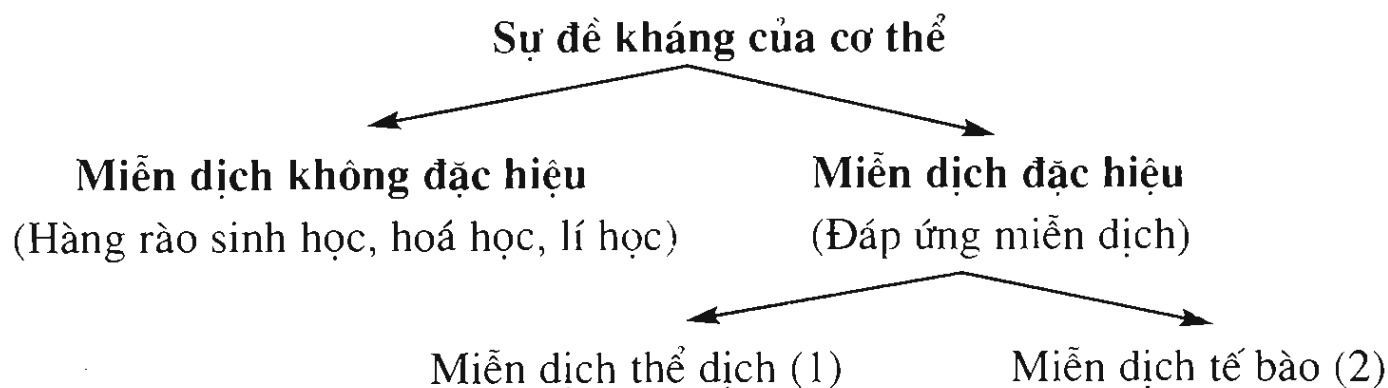 Sự đề kháng của cơ thể
Miễn dịch không đặc hiệu
(Hàng rào sinh học, hoá học, lí học)
Miễn dịch đặc hiệu
(Đáp ứng miễn dịch)
Miễn dịch thể dịch (1)
Miễn dịch tế bào (2)